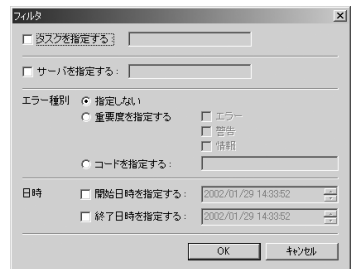 フィルタ
タスクを指定する:
サーバを指定する:
エラー種別 指定しない
重要度を指定する エラー
警告
情報
コードを指定する:
日時 開始日時を指定する: 2002/01/29 14:33:52
終了日時を指定する: 2002/01/29 14:33:52
OK キャンセル